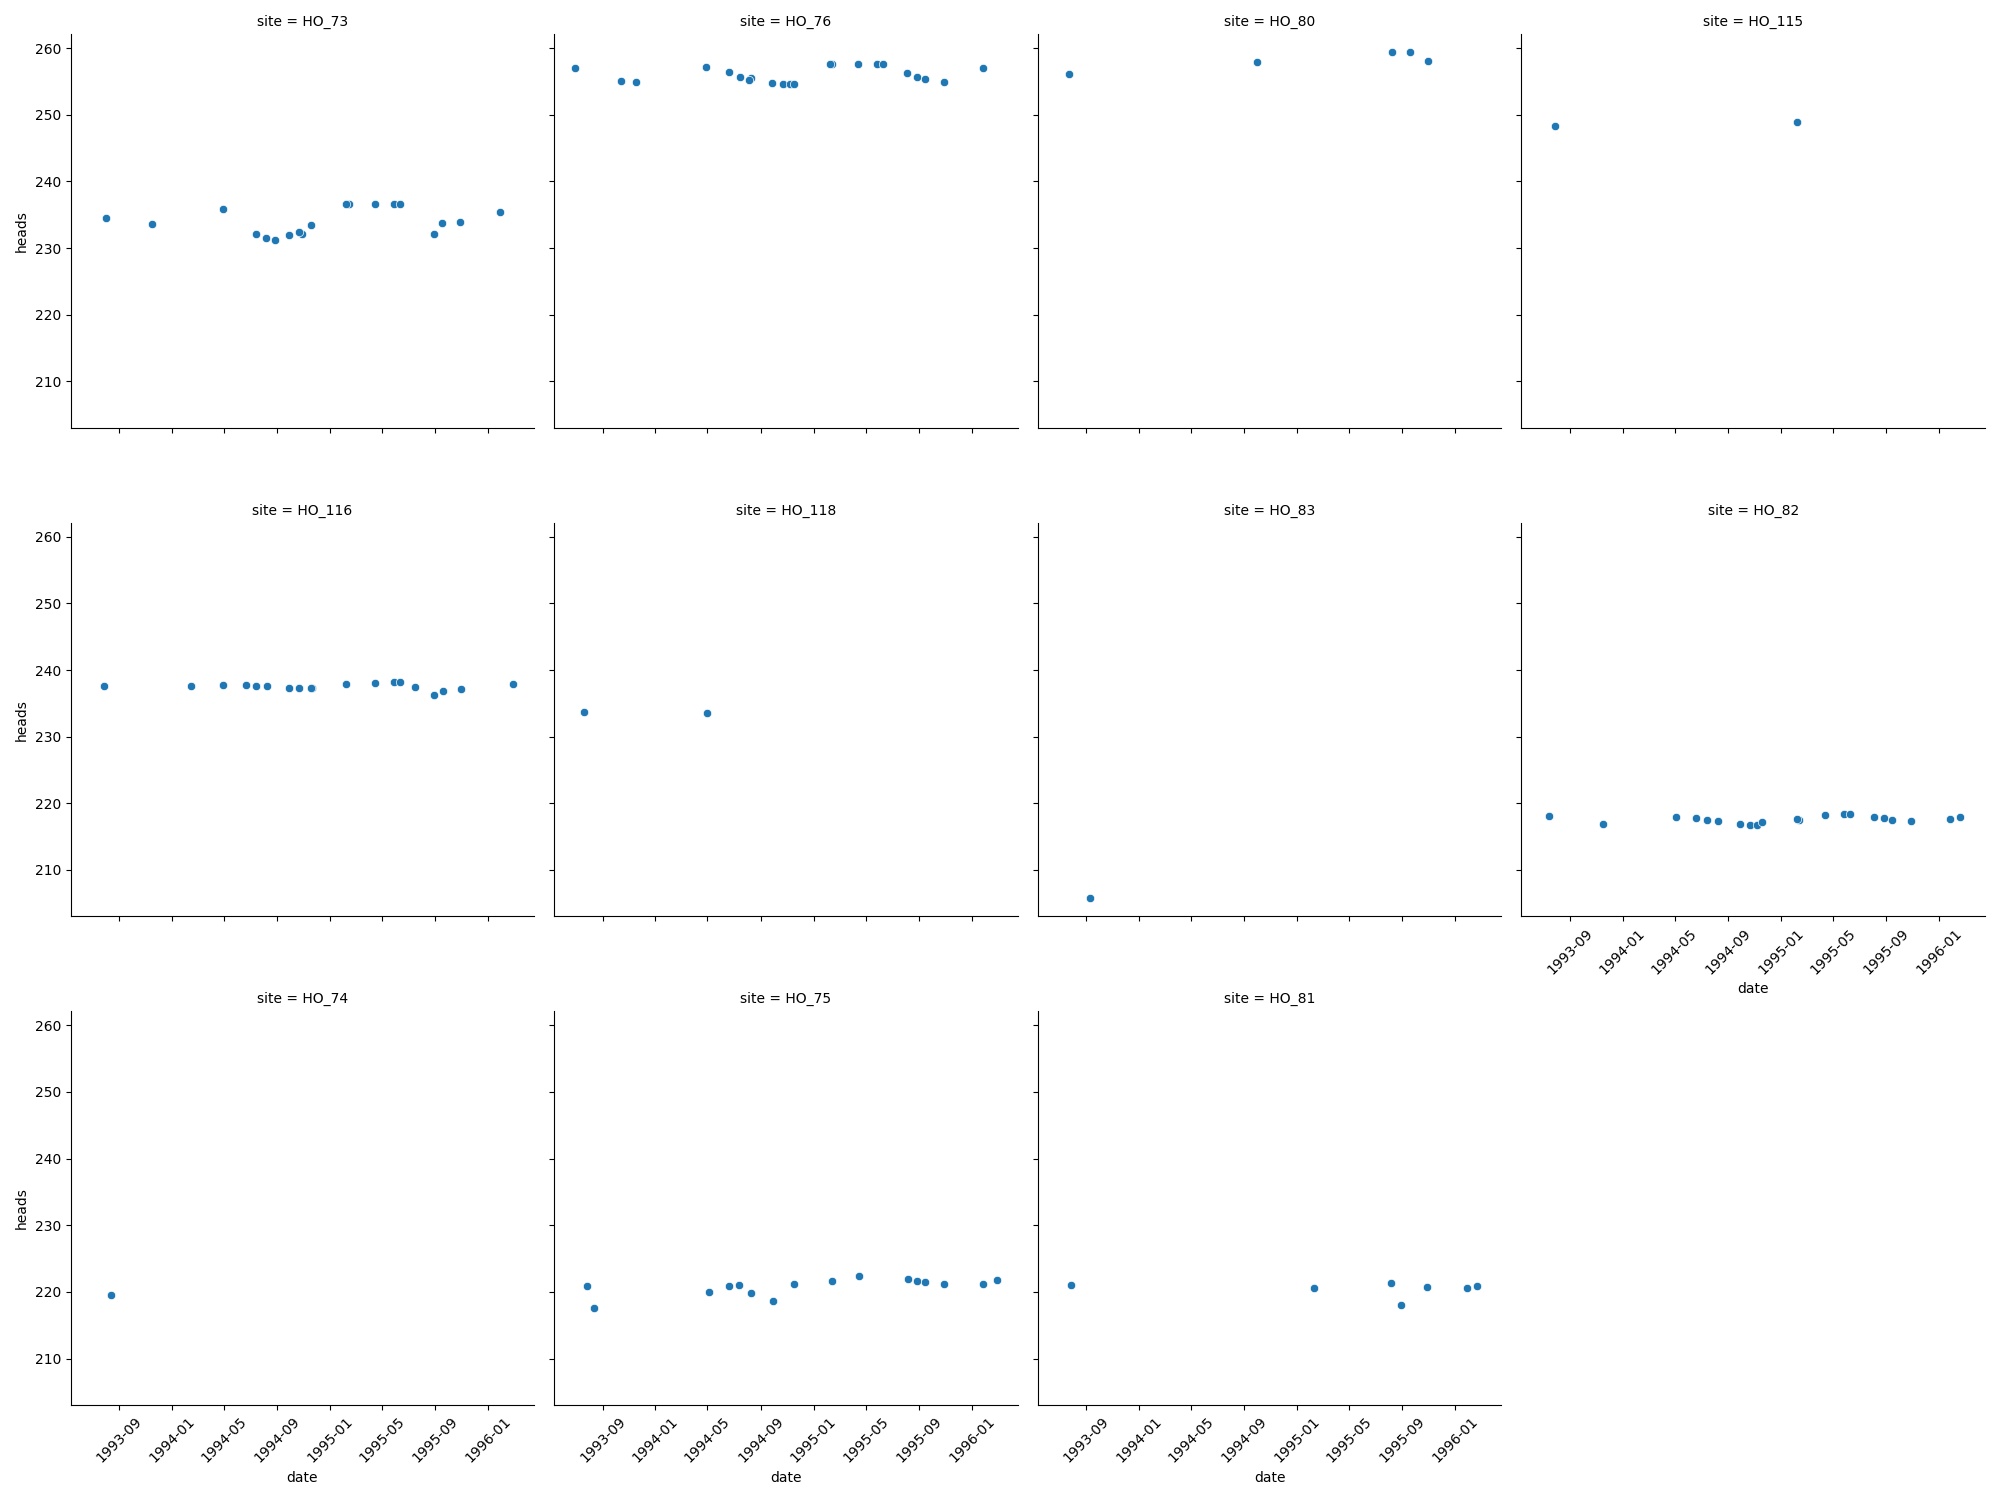 site = HO_73
site = HO_76
site = HO_80
site = HO_115
260
250
240
230
220
210
heads
site = HO_116
site = HO_118
site = HO_83
site = HO_82
260
250
240
230
220
210
heads
1993-09
1994-01
1994-05
1994-09
1995-01
1995-05
1995-09
1996-01
date
site = HO_74
site = HO_75
site = HO_81
260
250
240
230
220
210
heads
1993-09
1994-01
1994-05
1994-09
1995-01
1995-05
1995-09
1996-01
date
1993-09
1994-01
1994-05
1994-09
1995-01
1995-05
1995-09
1996-01
date
1993-09
1994-01
1994-05
1994-09
1995-01
1995-05
1995-09
1996-01
date